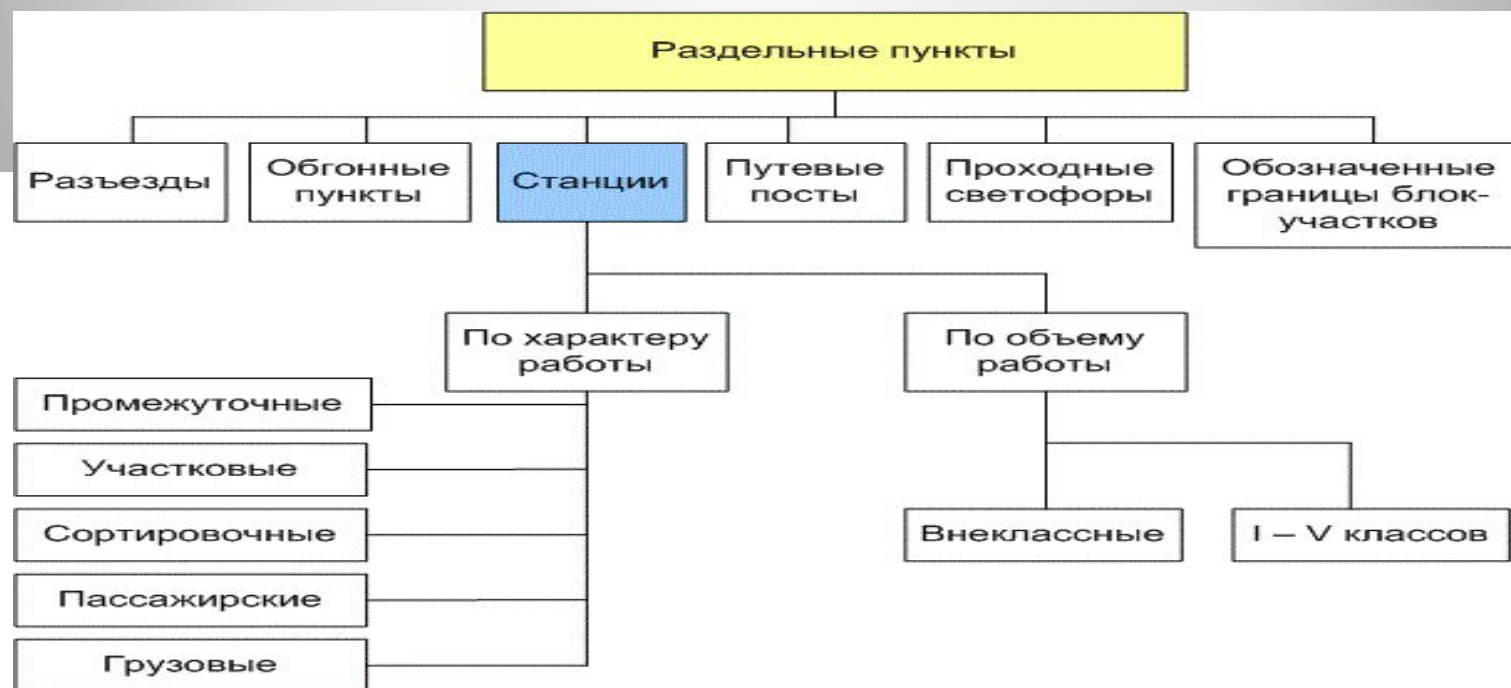 Раздельные пункты
Разъезды
Обгонные
пункты
Станции
Путевые
посты
Проходные
светофоры
Обозначенные
границы блок-
участков
По характеру
работы
По объему
работы
Промежуточные
Участковые
Сортировочные
Пассажирские
Грузовые
Внеклассные
I – V классов